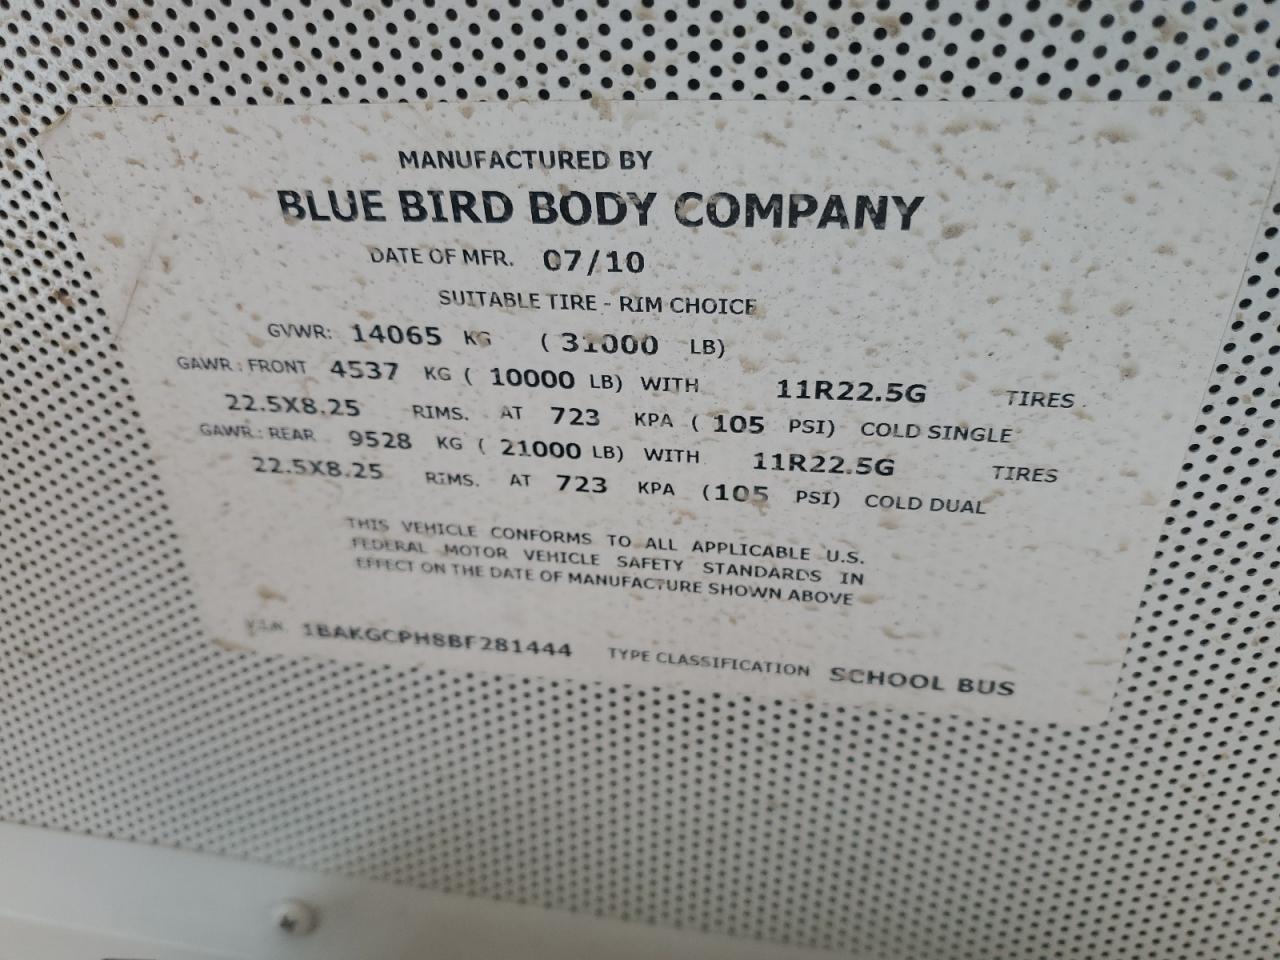 MANUFACTURED BY
BLUE BIRD BODY COMPANY
DATE OF MFR. 07/10
SUITABLE TIRE - RIM CHOICE
GVWR: 14065 KG (31000 LB)
GAWR: FRONT 4537 KG ( 10000 LB) WITH 11R22.5G TIRES
22.5X8.25 RIMS. AT 723 KPA ( 105 PSI) COLD SINGLE
GAWR: REAR 9528 KG ( 21000 LB) WITH 11R22.5G TIRES
22.5X8.25 RIMS. AT 723 KPA (105 PSI) COLD DUAL
THIS VEHICLE CONFORMS TO ALL APPLICABLE U.S.
FEDERAL MOTOR VEHICLE SAFETY STANDARDS IN
EFFECT ON THE DATE OF MANUFACTURE SHOWN ABOVE
V.I.N. 1BAKGCPH8BF281444 TYPE CLASSIFICATION SCHOOL BUS